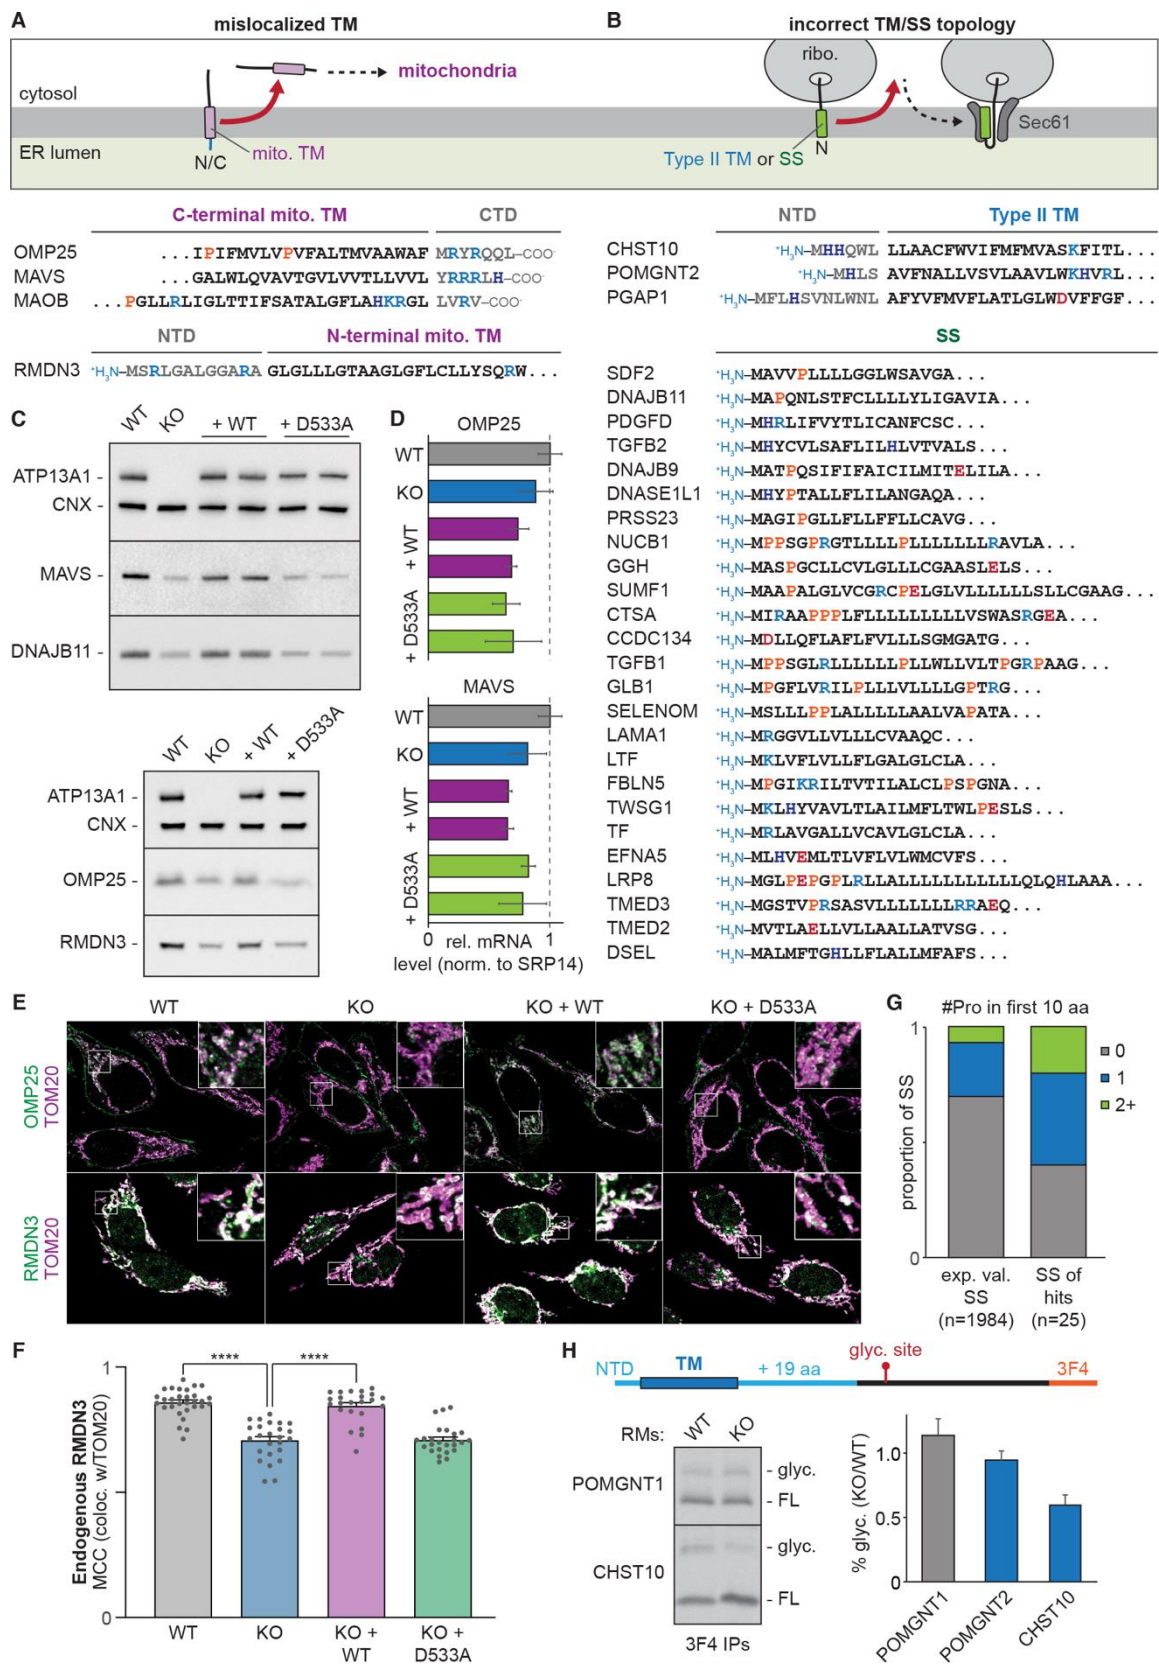 A
mislocalized TM
mitochondria
cytosol
ER lumen
N/C
mito. TM
B
incorrect TM/SS topology
ribo.
Sec61
Type II TM or SS
N
C-terminal mito. TM CTD
OMP25 ...IPIFMVLVPVFALTMVAAWAF MRYRQQL–COO-
MAVS ...GALWLQVAVTGVLVVTLLVVL YRRRLH–COO-
MAOB ...PGLLRLIGLTTIFSATALGFLAHKRGL LVRV–COO-
NTD N-terminal mito. TM
RMDN3 +H3N–MSRLGALGGARA GLGLLLGTAAGLGFLCLLYSQRW...
NTD Type II TM
CHST10 +H3N–MHHQWL LLAACFWVIFMFMVASKFITL...
POMGNT2 +H3N–MHLS AVFNALLVSVLAAVLWKHVRL...
PGAP1 +H3N–MFLHSVNLWNL AFYVFMVFLATLGLWDVFFGF...
SS
SDF2 +H3N–MAVVPLLLLGGLWSAVGA...
DNAJB11 +H3N–MAPQNLSTFCLLLLYLIGAVIA...
PDGFD +H3N–MHRLIFVYTLICANFCSC...
TGFB2 +H3N–MHYCVLSAFLILHLVTVALS...
DNAJB9 +H3N–MATPQSIFIFAICILMITELILA...
DNASE1L1 +H3N–MHYPTALLFLILANGAQA...
PRSS23 +H3N–MAGIPGLLFLLFFLLCAVG...
NUCB1 +H3N–MPPSGPRGTLLLLPLLLLLLLRAVLA...
GGH +H3N–MASPGCLLCVLGLLLCGAASLELS...
SUMF1 +H3N–MAAPALGLVCGRCPELGLVLLLLLLSLLCGAAG...
CTSA +H3N–MIRAAPPPLFLLLLLLLLLVSWASRGEA...
CCDC134 +H3N–MDLLQFLAFLFVLLLSGMGATG...
TGFB1 +H3N–MPPSGLRLLLLLLPLLWLLVLTPGRPAAG...
GLB1 +H3N–MPGFLVRILPLLLVLLLLGPTRG...
SELENOM +H3N–MSLLLPPLALLLLLAALVAPATA...
LAMA1 +H3N–MRGGVLLVLLLCVAAQC...
LTF +H3N–MKLVFLVLLFLGALGLCLA...
FBLN5 +H3N–MPGIKRILTVTILALCLPSPGNA...
TWSG1 +H3N–MKLHYVAVLTLAILMFLTWLPESLS...
TF +H3N–MRLAVGALLVCAVLGLCLA...
EFNA5 +H3N–MLHVEMLTLVFLVLWMCVFS...
LRP8 +H3N–MGLPEPGPLRLLALLLLLLLLLLLQLQHLAAA...
TMED3 +H3N–MGSTVPRSASVLLLLLLLRRAEQ...
TMED2 +H3N–MVTLAELLVLLAALLATVSG...
DSEL +H3N–MALMFTGHLLFLALLMFAFS...
C
WT KO + WT + D533A
ATP13A1
CNX
MAVS
DNAJB11
WT KO + WT + D533A
ATP13A1
CNX
OMP25
RMDN3
D
OMP25
WT
KO
+ WT
+ D533A
MAVS
WT
KO
+ WT
+ D533A
0 rel. mRNA 1
level (norm. to SRP14)
E
WT KO KO + WT KO + D533A
OMP25
TOM20
RMDN3
TOM20
F
Endogenous RMDN3
MCC (coloc. w/TOM20)
1
0
**** ****
WT KO KO + WT KO + D533A
G
#Pro in first 10 aa
proportion of SS
1
0
0
1
2+
exp. val. SS (n=1984)
SS of hits (n=25)
H
NTD TM + 19 aa glyc. site 3F4
RMs: WT KO
POMGNT1
glyc.
FL
CHST10
glyc.
FL
3F4 IPs
% glyc. (KO/WT)
1.0
0.5
0
POMGNT1 POMGNT2 CHST10